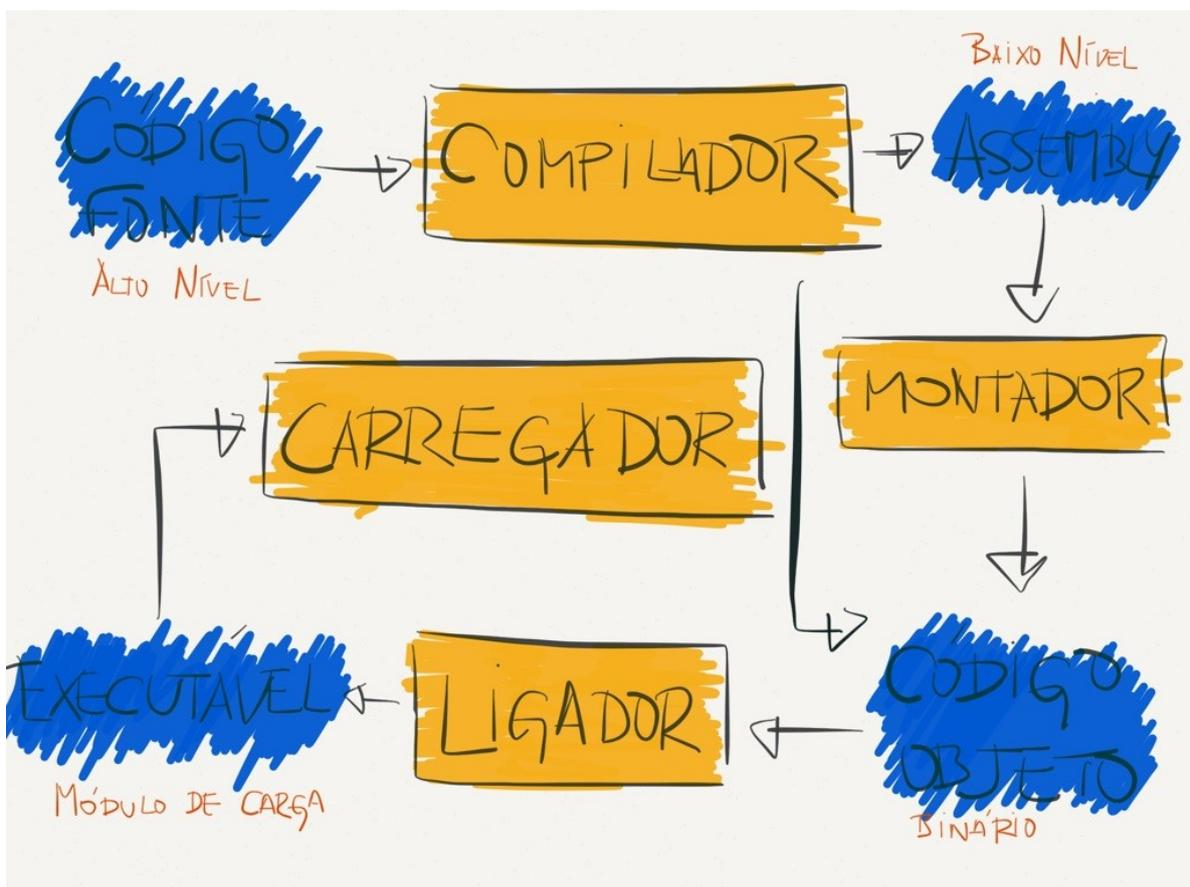 CÓDIGO
FONTE
ALTO NÍVEL
COMPILADOR
BAIXO NÍVEL
ASSEMBLY
MONTADOR
CARREGADOR
CÓDIGO
OBJETO
BINÁRIO
LIGADOR
EXECUTÁVEL
MÓDULO DE CARGA